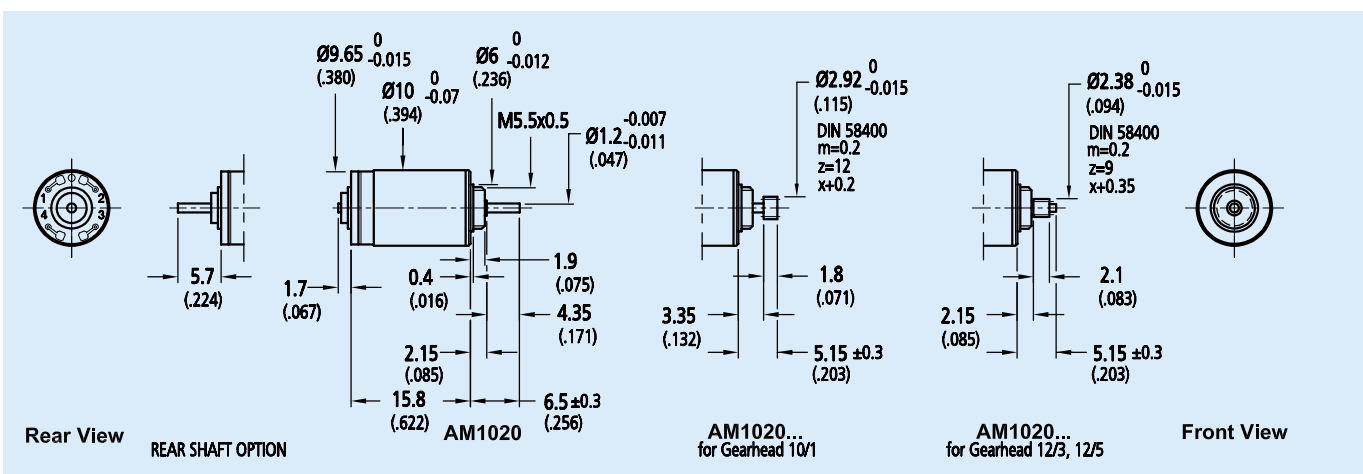 1
2
4
3
Rear View
5.7
(.224)
REAR SHAFT OPTION
Ø9.65 0 -0.015
(.380)
Ø10 0 -0.07
(.394)
Ø6 0 -0.012
(.236)
M5.5x0.5
Ø1.2 -0.007 -0.011
(.047)
1.7
(.067)
0.4
(.016)
1.9
(.075)
4.35
(.171)
2.15
(.085)
15.8
(.622)
6.5 ±0.3
(.256)
AM1020
Ø2.92 0 -0.015
(.115)
DIN 58400
m=0.2
z=12
x+0.2
1.8
(.071)
3.35
(.132)
5.15 ±0.3
(.203)
AM1020...
for Gearhead 10/1
Ø2.38 0 -0.015
(.094)
DIN 58400
m=0.2
z=9
x+0.35
2.1
(.083)
2.15
(.085)
5.15 ±0.3
(.203)
AM1020...
for Gearhead 12/3, 12/5
Front View